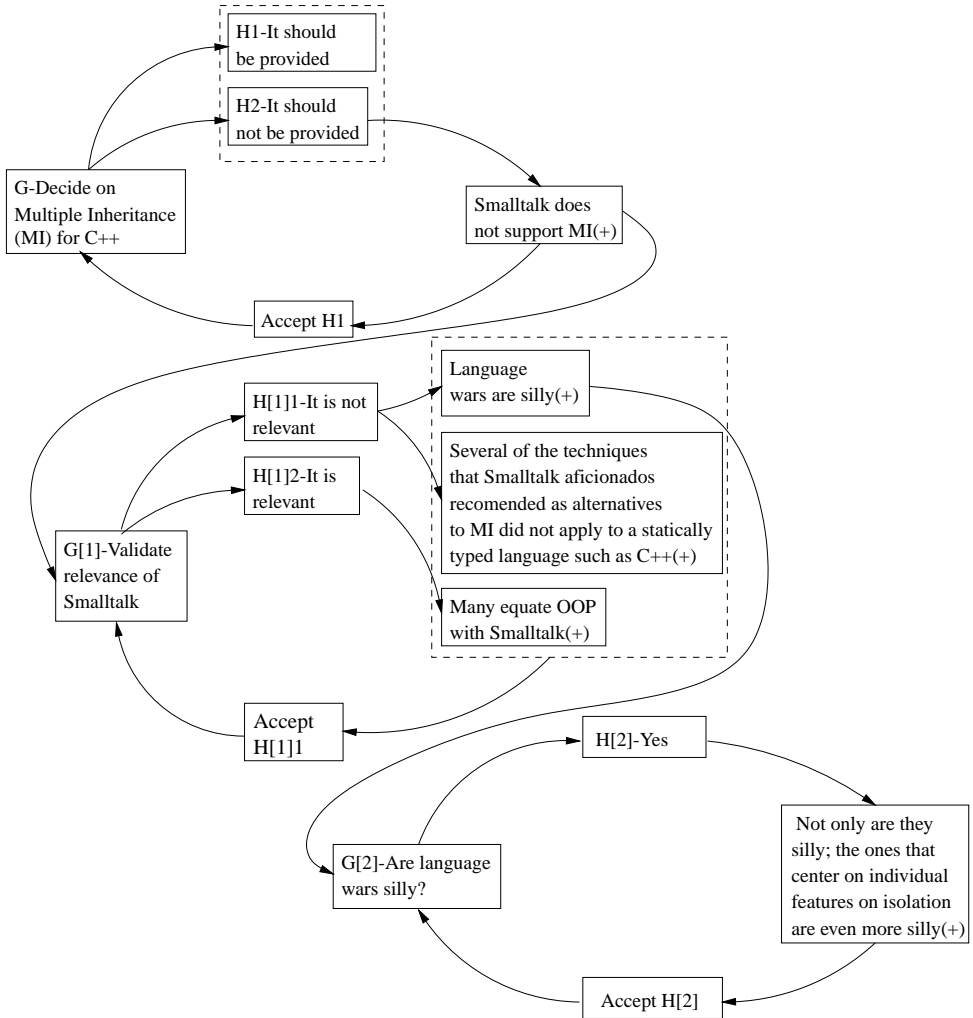 H1-It should
be provided
H2-It should
not be provided
G-Decide on
Multiple Inheritance
(MI) for C++
Smalltalk does
not support MI(+)
Accept H1
Language
wars are silly(+)
H[1]1-It is not
relevant
Several of the techniques
that Smalltalk aficionados
recomended as alternatives
to MI did not apply to a statically
typed language such as C++(+)
H[1]2-It is
relevant
G[1]-Validate
relevance of
Smalltalk
Many equate OOP
with Smalltalk(+)
Accept
H[1]1
H[2]-Yes
Not only are they
silly; the ones that
center on individual
features on isolation
are even more silly(+)
G[2]-Are language
wars silly?
Accept H[2]